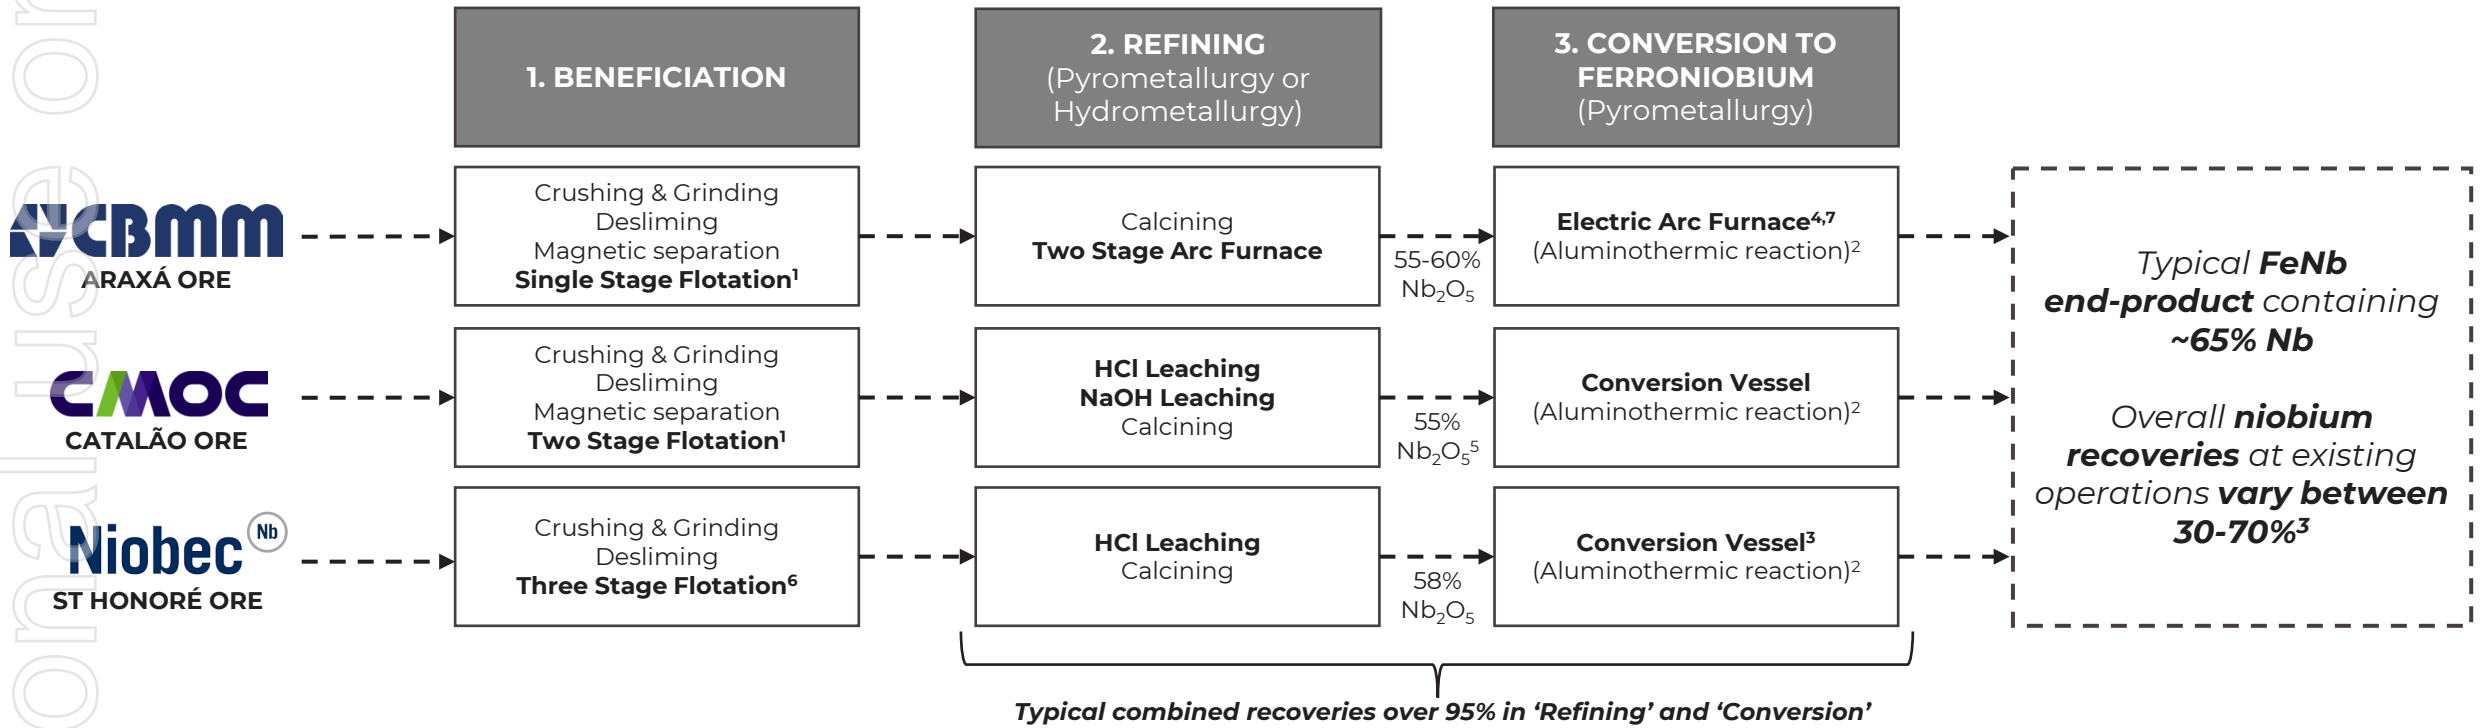 onal use or
1. BENEFICIATION
2. REFINING
(Pyrometallurgy or
Hydrometallurgy)
3. CONVERSION TO
FERRONIOBIUM
(Pyrometallurgy)
CBMM
ARAXÁ ORE
Crushing & Grinding
Desliming
Magnetic separation
Single Stage Flotation¹
Calcining
Two Stage Arc Furnace
55-60%
Nb₂O₅
Electric Arc Furnace⁴,⁷
(Aluminothermic reaction)²
CMOC
CATALÃO ORE
Crushing & Grinding
Desliming
Magnetic separation
Two Stage Flotation¹
HCl Leaching
NaOH Leaching
Calcining
55%
Nb₂O₅⁵
Conversion Vessel
(Aluminothermic reaction)²
Niobec Nb
ST HONORÉ ORE
Crushing & Grinding
Desliming
Three Stage Flotation⁶
HCl Leaching
Calcining
58%
Nb₂O₅
Conversion Vessel³
(Aluminothermic reaction)²
Typical FeNb
end-product containing
~65% Nb
Overall niobium
recoveries at existing
operations vary between
30-70%³
Typical combined recoveries over 95% in ‘Refining’ and ‘Conversion’